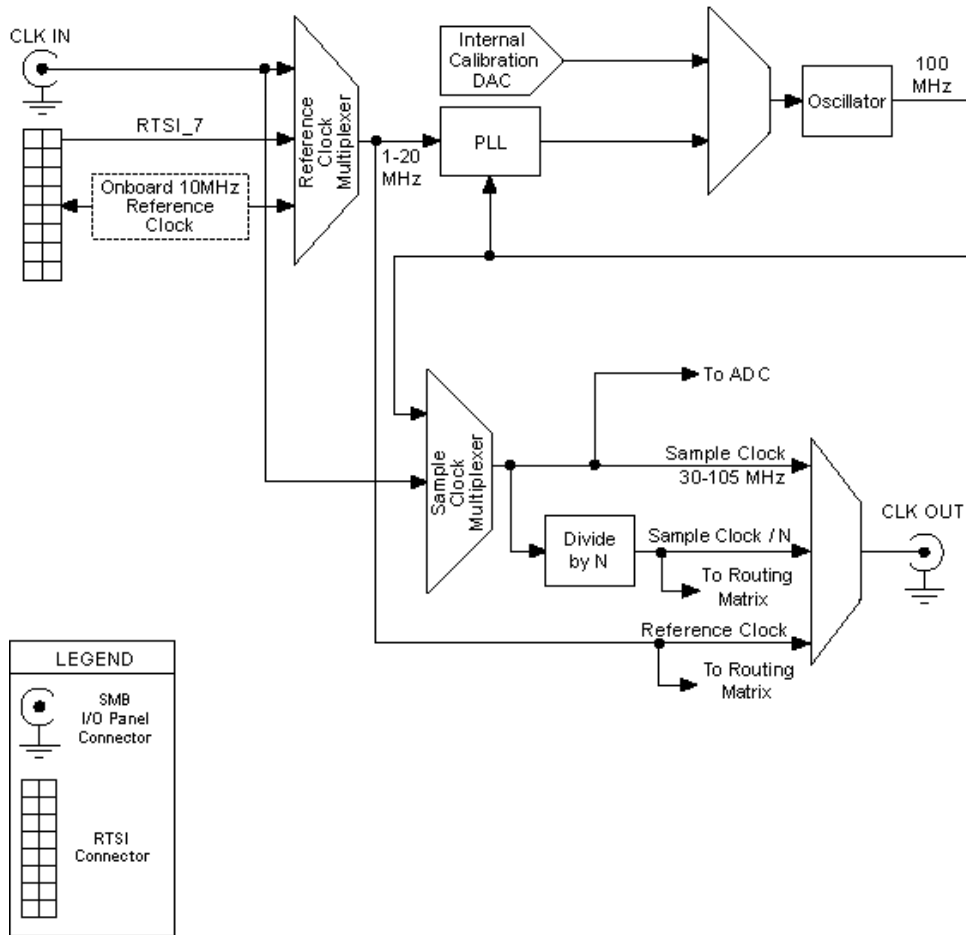 CLK IN
RTSI_7
Onboard 10MHz
Reference
Clock
Reference
Clock
Multiplexer
1-20
MHz
Internal
Calibration
DAC
PLL
Oscillator
100
MHz
To ADC
Sample
Clock
Multiplexer
Sample Clock
30-105 MHz
Divide
by N
Sample Clock / N
To Routing
Matrix
Reference Clock
To Routing
Matrix
CLK OUT
LEGEND
SMB
I/O Panel
Connector
RTSI
Connector